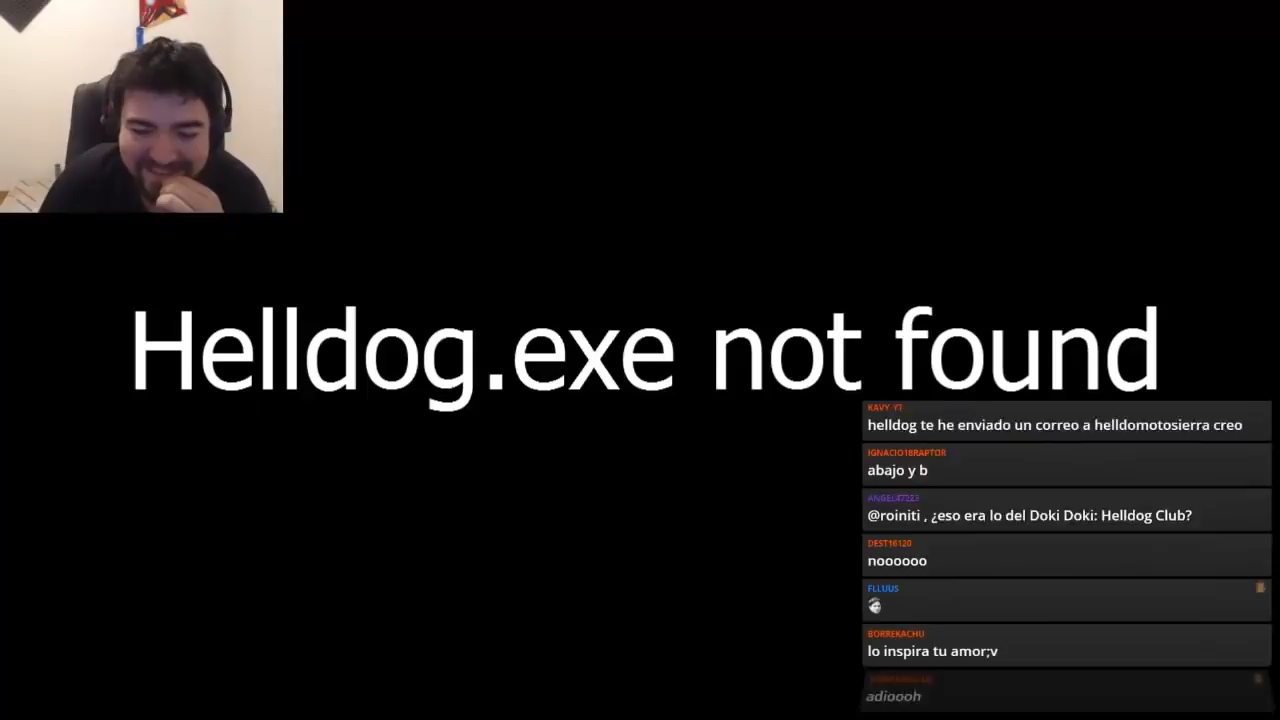 Helldog.exe not found
KAVY-YT
helldog te he enviado un correo a helldomotosierra creo
IGNACIO18RAPTOR
abajo y b
ANGEL47223
@roiniti , ¿eso era lo del Doki Doki: Helldog Club?
DEST16120
noooooo
FLLUUS
BORREKACHU
lo inspira tu amor;v
adioooh